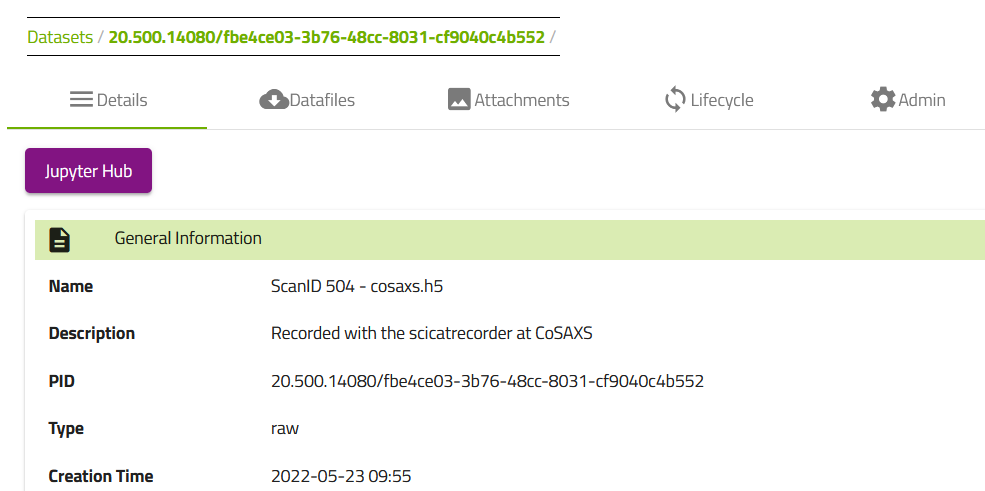 Datasets / 20.500.14080/fbe4ce03-3b76-48cc-8031-cf9040c4b552 /
Details Datafiles Attachments Lifecycle Admin
Jupyter Hub
General Information
Name ScanID 504 - cosaxs.h5
Description Recorded with the scicatrecorder at CoSAXS
PID 20.500.14080/fbe4ce03-3b76-48cc-8031-cf9040c4b552
Type raw
Creation Time 2022-05-23 09:55